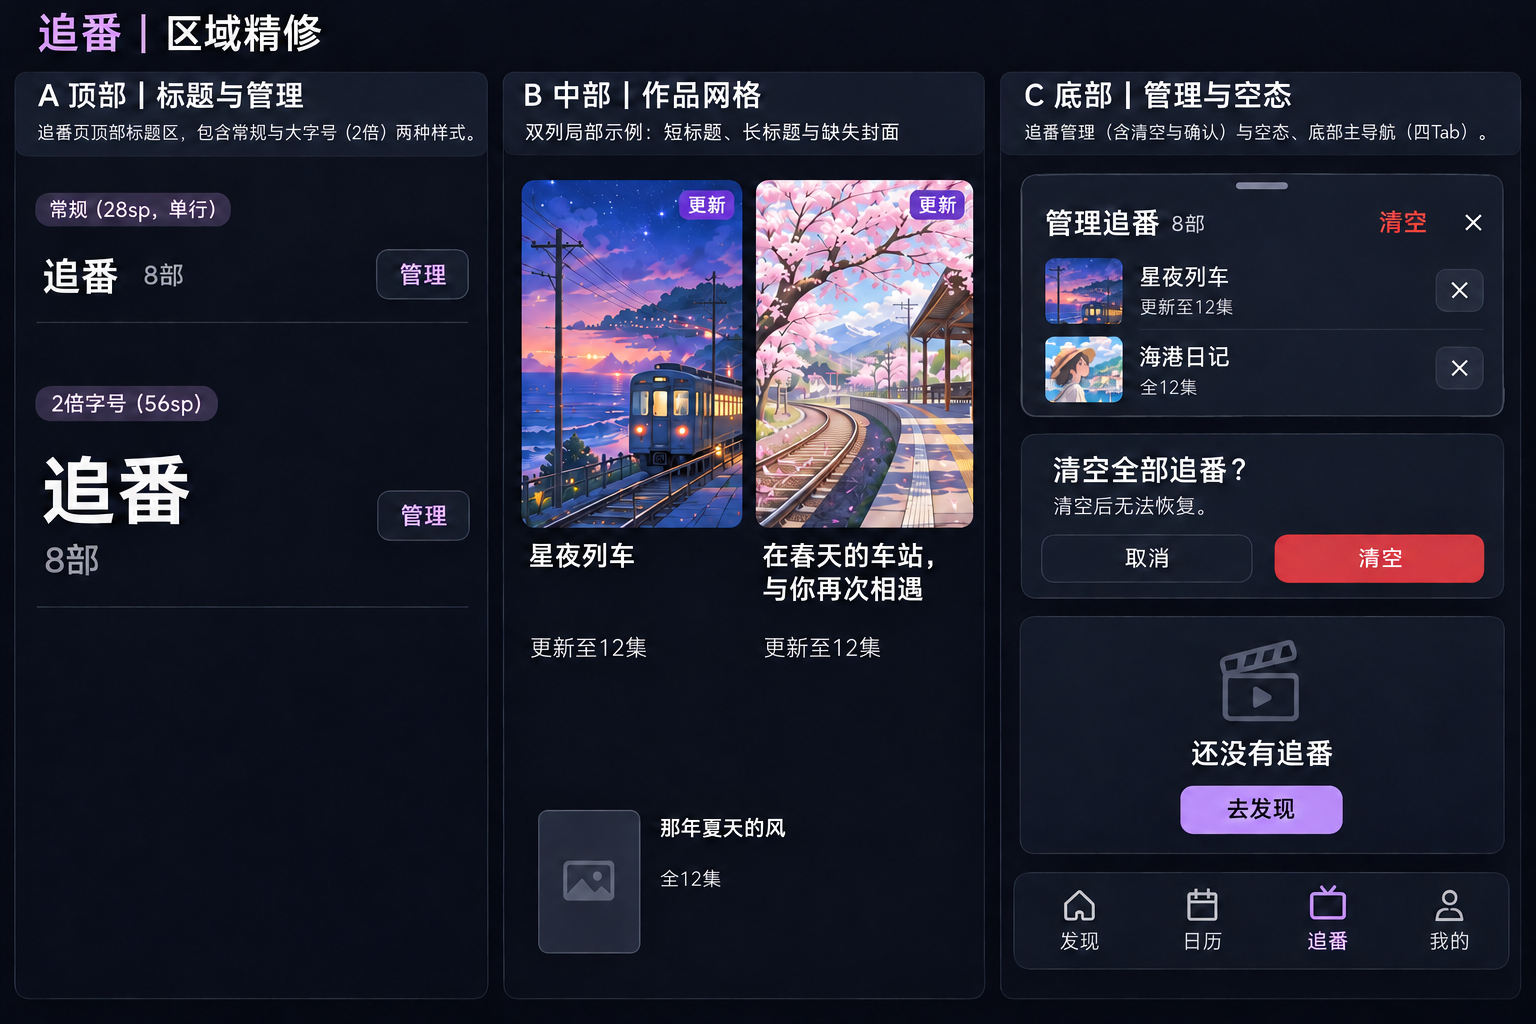 追番 | 区域精修
A 顶部 | 标题与管理
追番页顶部标题区，包含常规与大字号 (2倍) 两种样式。
常规 (28sp，单行)
追番 8部
管理
2倍字号 (56sp)
追番
8部
管理
B 中部 | 作品网格
双列局部示例：短标题、长标题与缺失封面
更新
更新
星夜列车
更新至12集
在春天的车站，
与你再次相遇
更新至12集
那年夏天的风
全12集
C 底部 | 管理与空态
追番管理（含清空与确认）与空态、底部主导航（四Tab）。
管理追番 8部 清空
星夜列车
更新至12集
海港日记
全12集
清空全部追番？
清空后无法恢复。
取消 清空
还没有追番
去发现
发现 日历 追番 我的